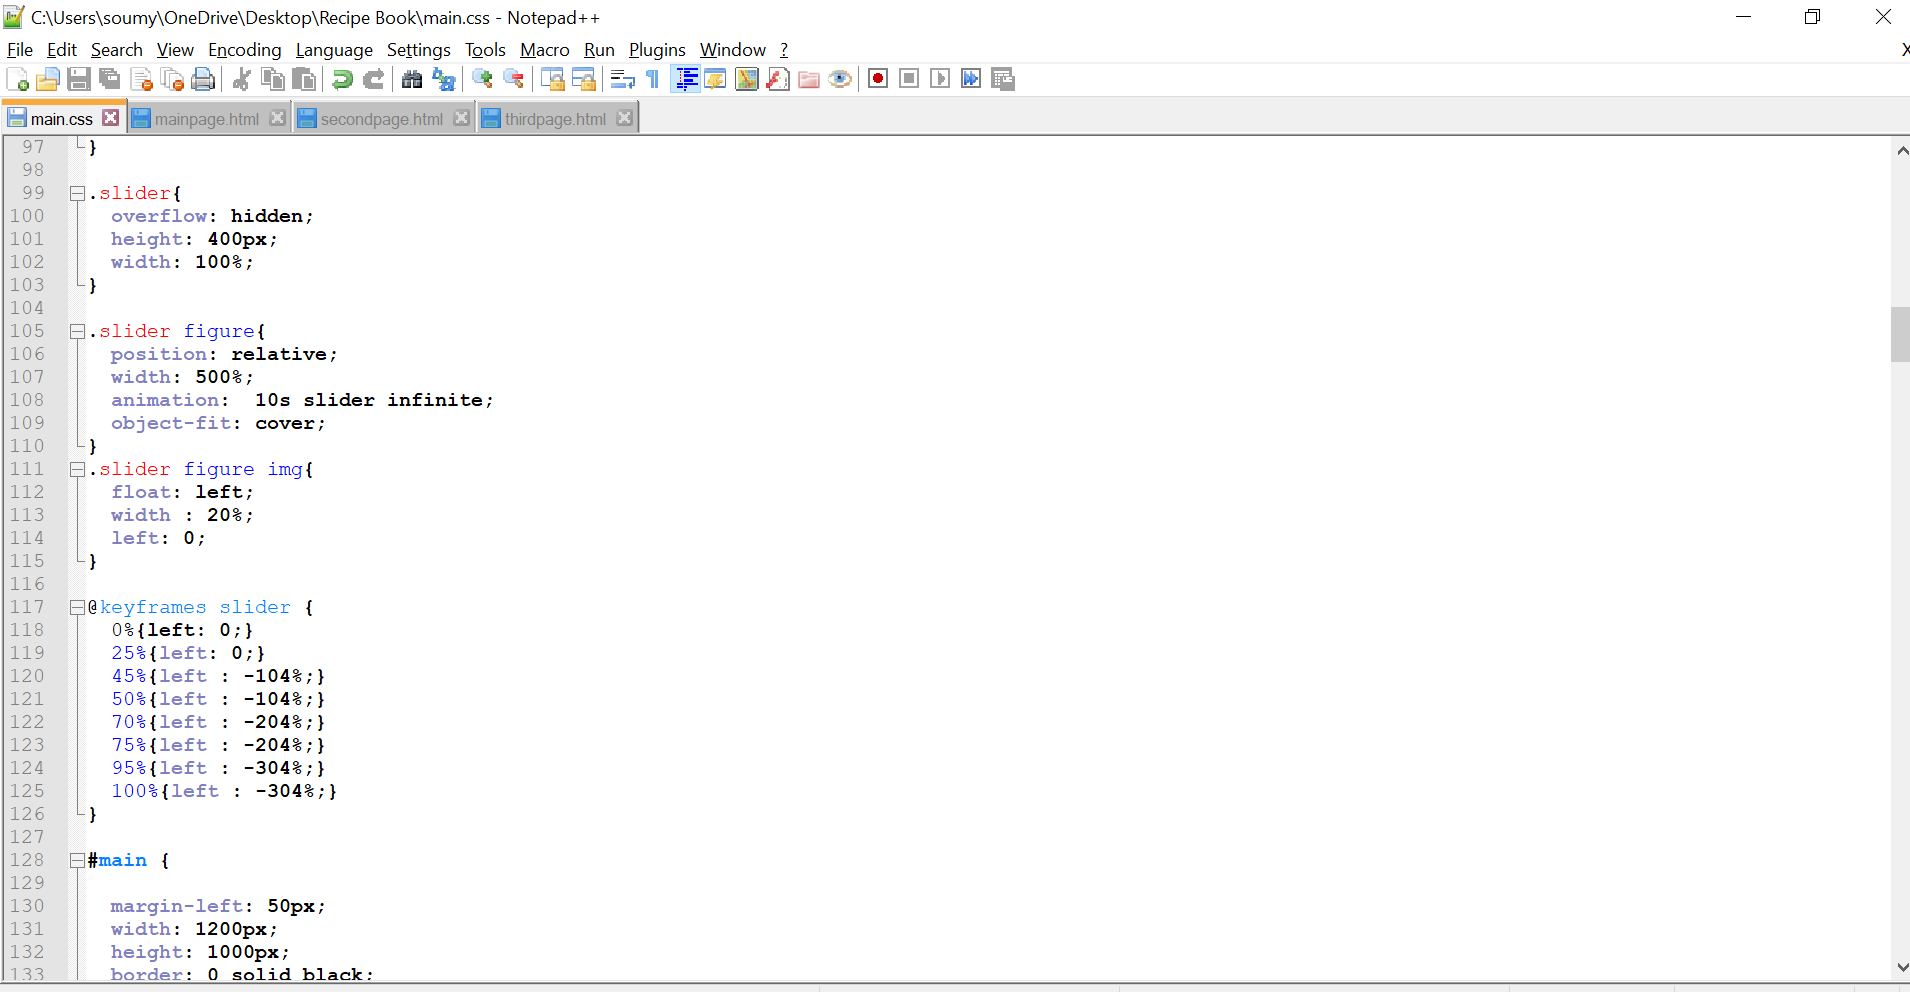 C:\Users\soumy\OneDrive\Desktop\Recipe Book\main.css - Notepad++
File Edit Search View Encoding Language Settings Tools Macro Run Plugins Window ? X
main.css mainpage.html secondpage.html thirdpage.html
97 }
98
99 .slider{
100 overflow: hidden;
101 height: 400px;
102 width: 100%;
103 }
104
105 .slider figure{
106 position: relative;
107 width: 500%;
108 animation:  10s slider infinite;
109 object-fit: cover;
110 }
111 .slider figure img{
112 float: left;
113 width : 20%;
114 left: 0;
115 }
116
117 @keyframes slider {
118 0%{left: 0;}
119 25%{left: 0;}
120 45%{left : -104%;}
121 50%{left : -104%;}
122 70%{left : -204%;}
123 75%{left : -204%;}
124 95%{left : -304%;}
125 100%{left : -304%;}
126 }
127
128 #main {
129
130 margin-left: 50px;
131 width: 1200px;
132 height: 1000px;
133 border: 0 solid black;